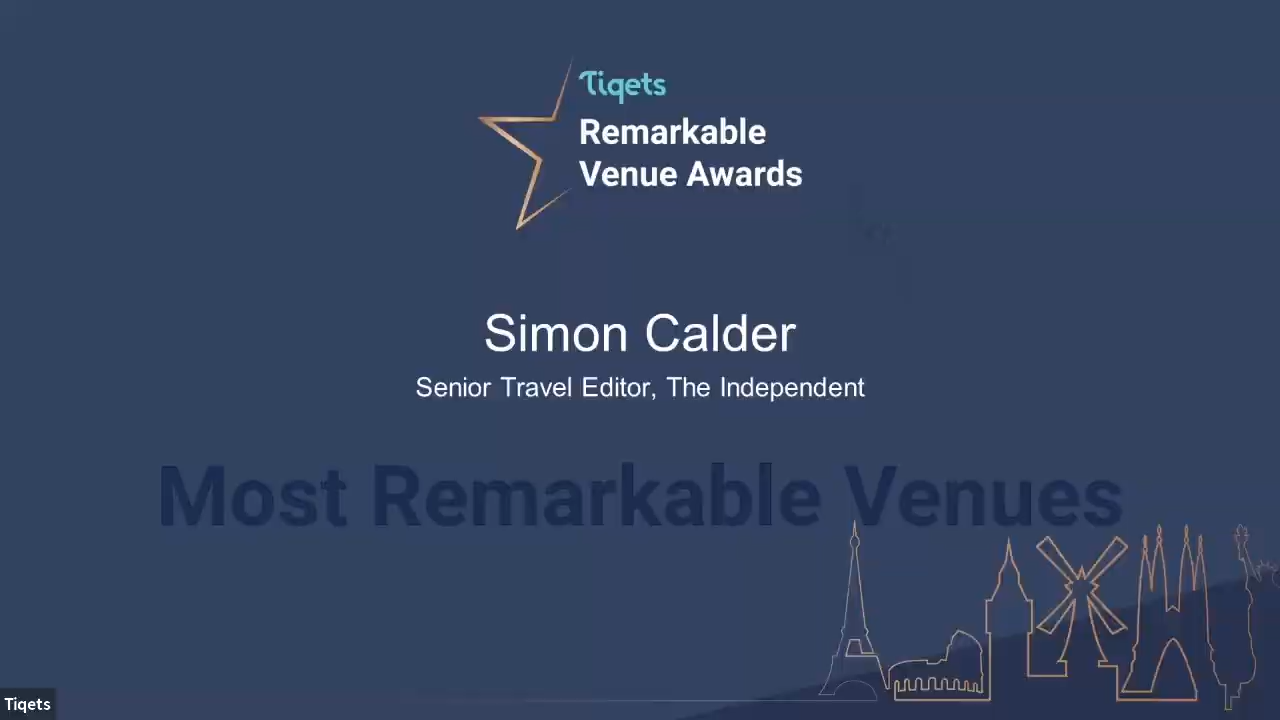 Tiqets
Remarkable
Venue Awards
Simon Calder
Senior Travel Editor, The Independent
Most Remarkable Venues
Tiqets